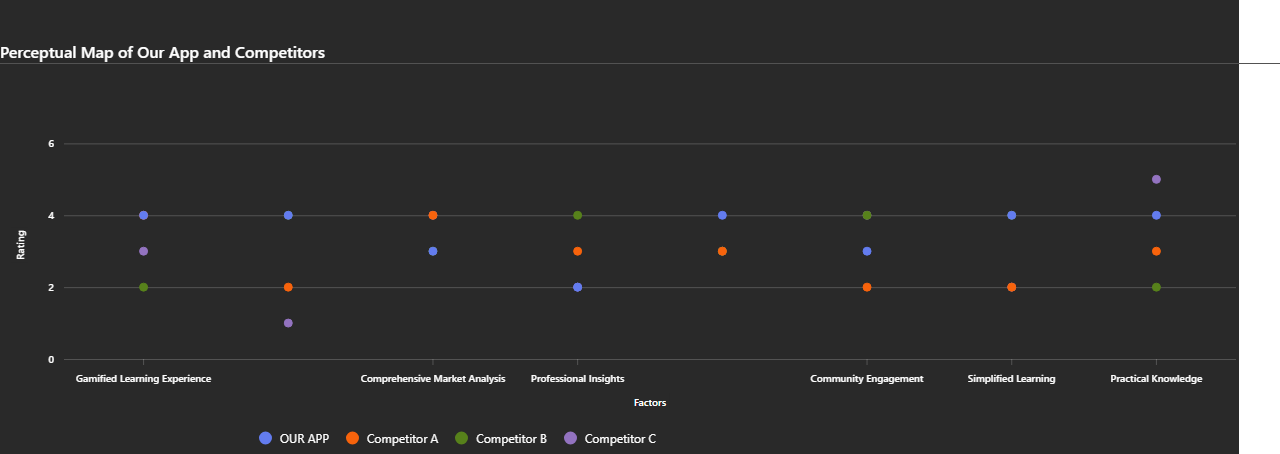 Perceptual Map of Our App and Competitors
6
4
2
0
Rating
Gamified Learning Experience
Comprehensive Market Analysis
Professional Insights
Community Engagement
Simplified Learning
Practical Knowledge
Factors
OUR APP
Competitor A
Competitor B
Competitor C